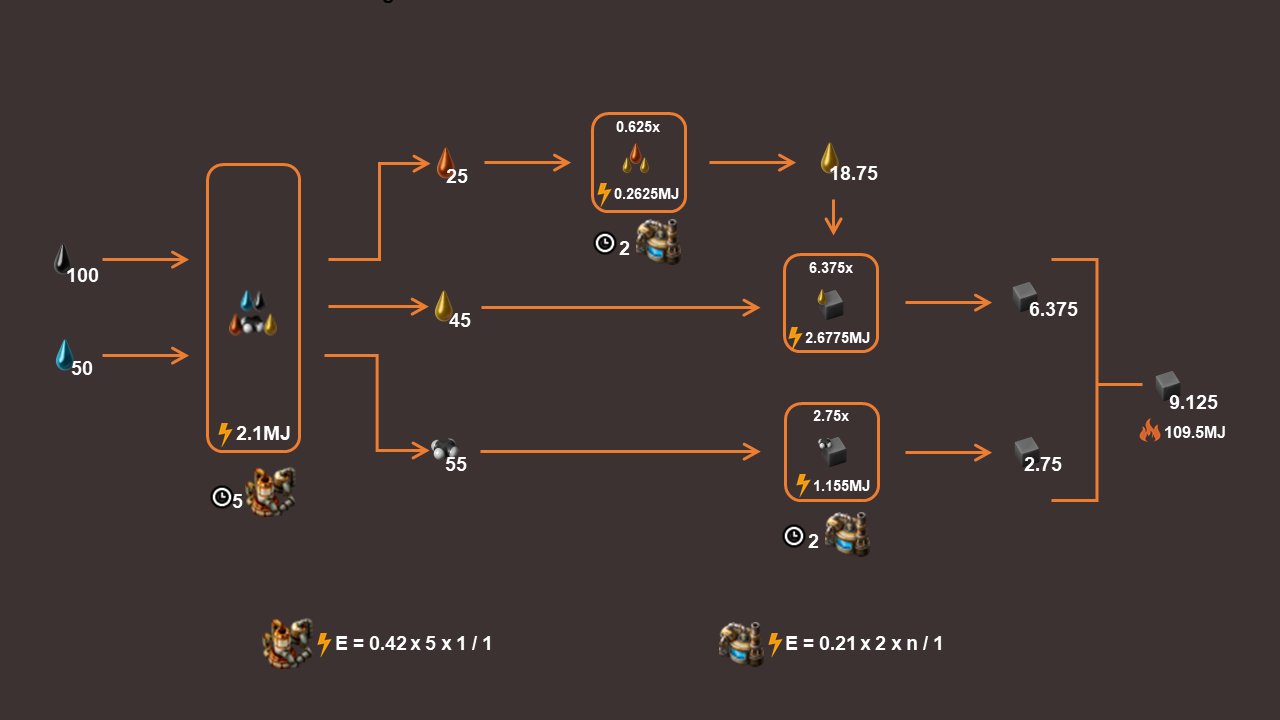 100
50
2.1MJ
5
25
45
55
0.625x
0.2625MJ
2
18.75
6.375x
2.6775MJ
2.75x
1.155MJ
2
6.375
2.75
9.125
109.5MJ
E = 0.42 x 5 x 1 / 1
E = 0.21 x 2 x n / 1